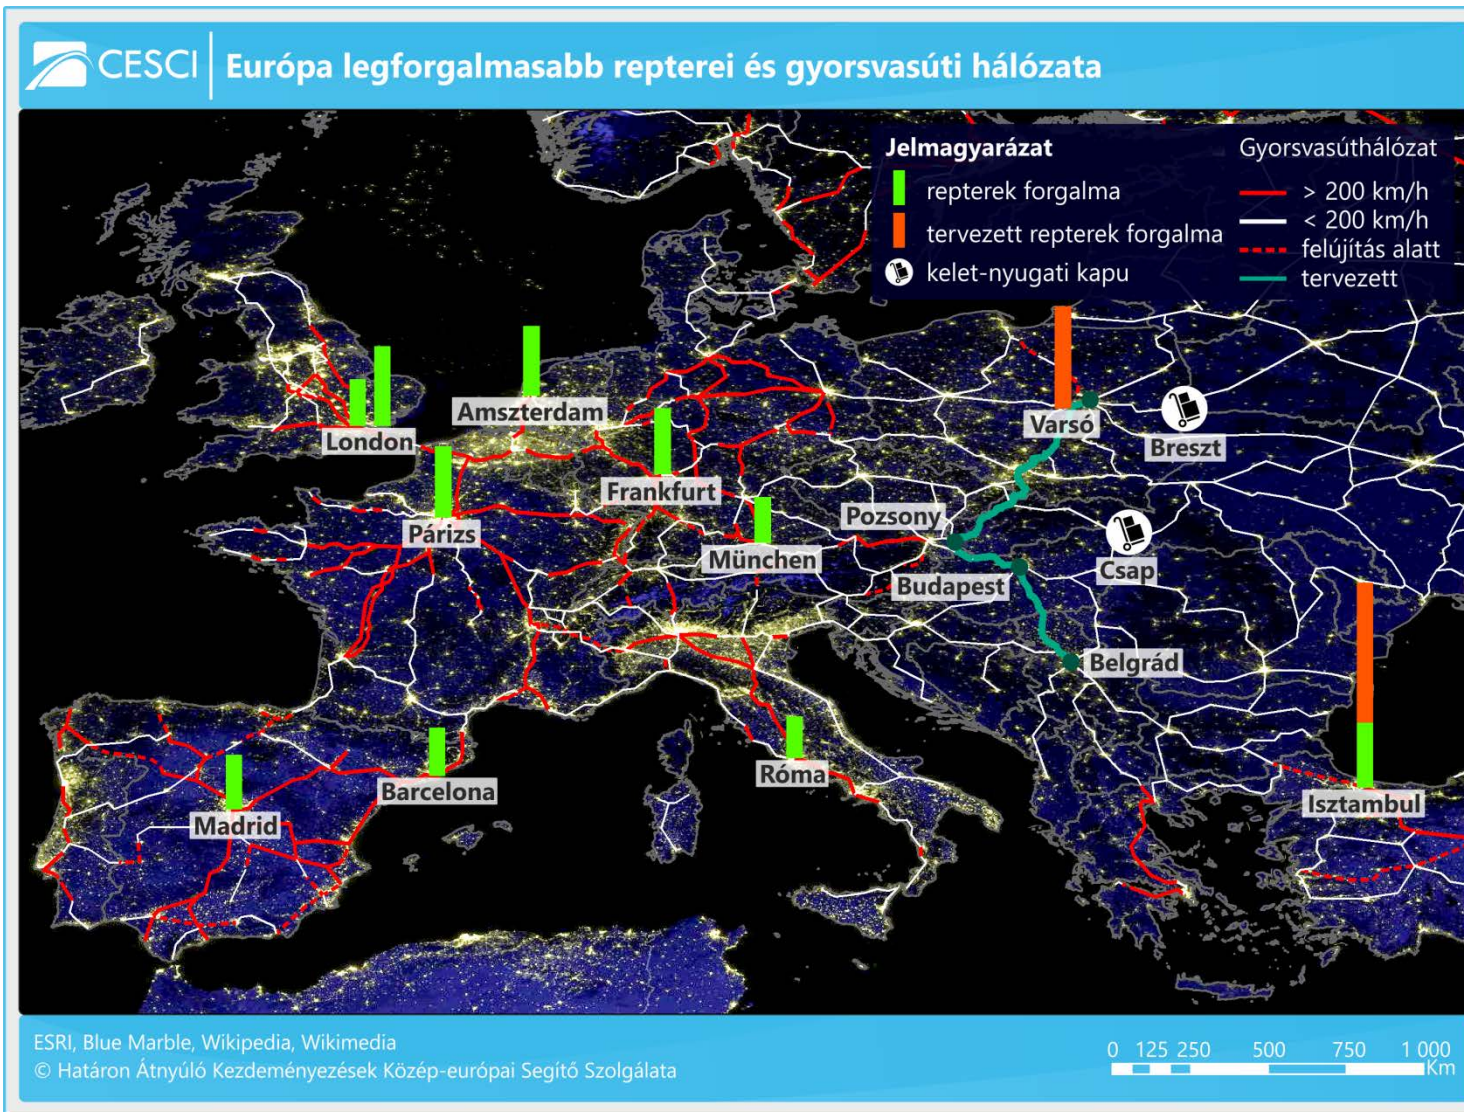 CESCI
Európa legforgalmasabb repterei és gyorsvasúti hálózata
Jelmagyarázat
repterek forgalma
tervezett repterek forgalma
kelet-nyugati kapu
Gyorsvasúthálózat
> 200 km/h
< 200 km/h
felújítás alatt
tervezett
Amszterdam
London
Varsó
Breszt
Frankfurt
Pozsony
Párizs
München
Csap
Budapest
Belgrád
Róma
Barcelona
Isztambul
Madrid
ESRI, Blue Marble, Wikipedia, Wikimedia
© Határon Átnyúló Kezdeményezések Közép-európai Segítő Szolgálata
0 125 250 500 750 1 000
Km